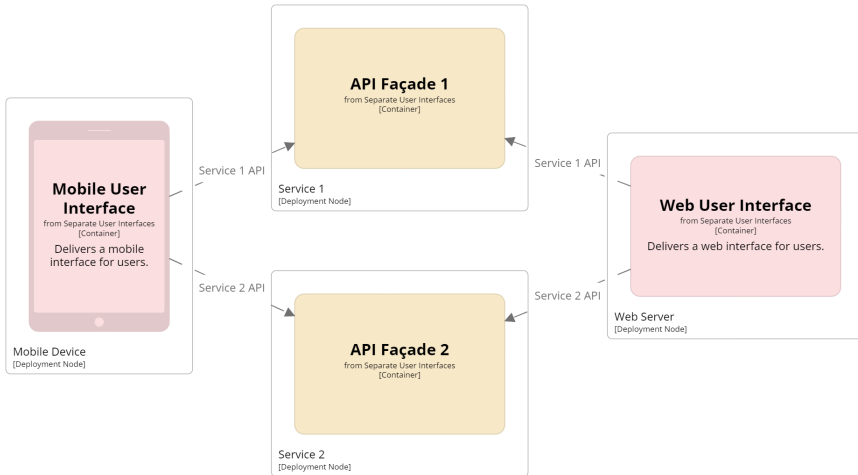 API Façade 1
from Separate User Interfaces
[Container]
Service 1
[Deployment Node]
Mobile User
Interface
from Separate User Interfaces
[Container]
Delivers a mobile
interface for users.
Mobile Device
[Deployment Node]
Service 1 API
Service 2 API
Service 1 API
Service 2 API
Web User Interface
from Separate User Interfaces
[Container]
Delivers a web interface for users.
Web Server
[Deployment Node]
API Façade 2
from Separate User Interfaces
[Container]
Service 2
[Deployment Node]